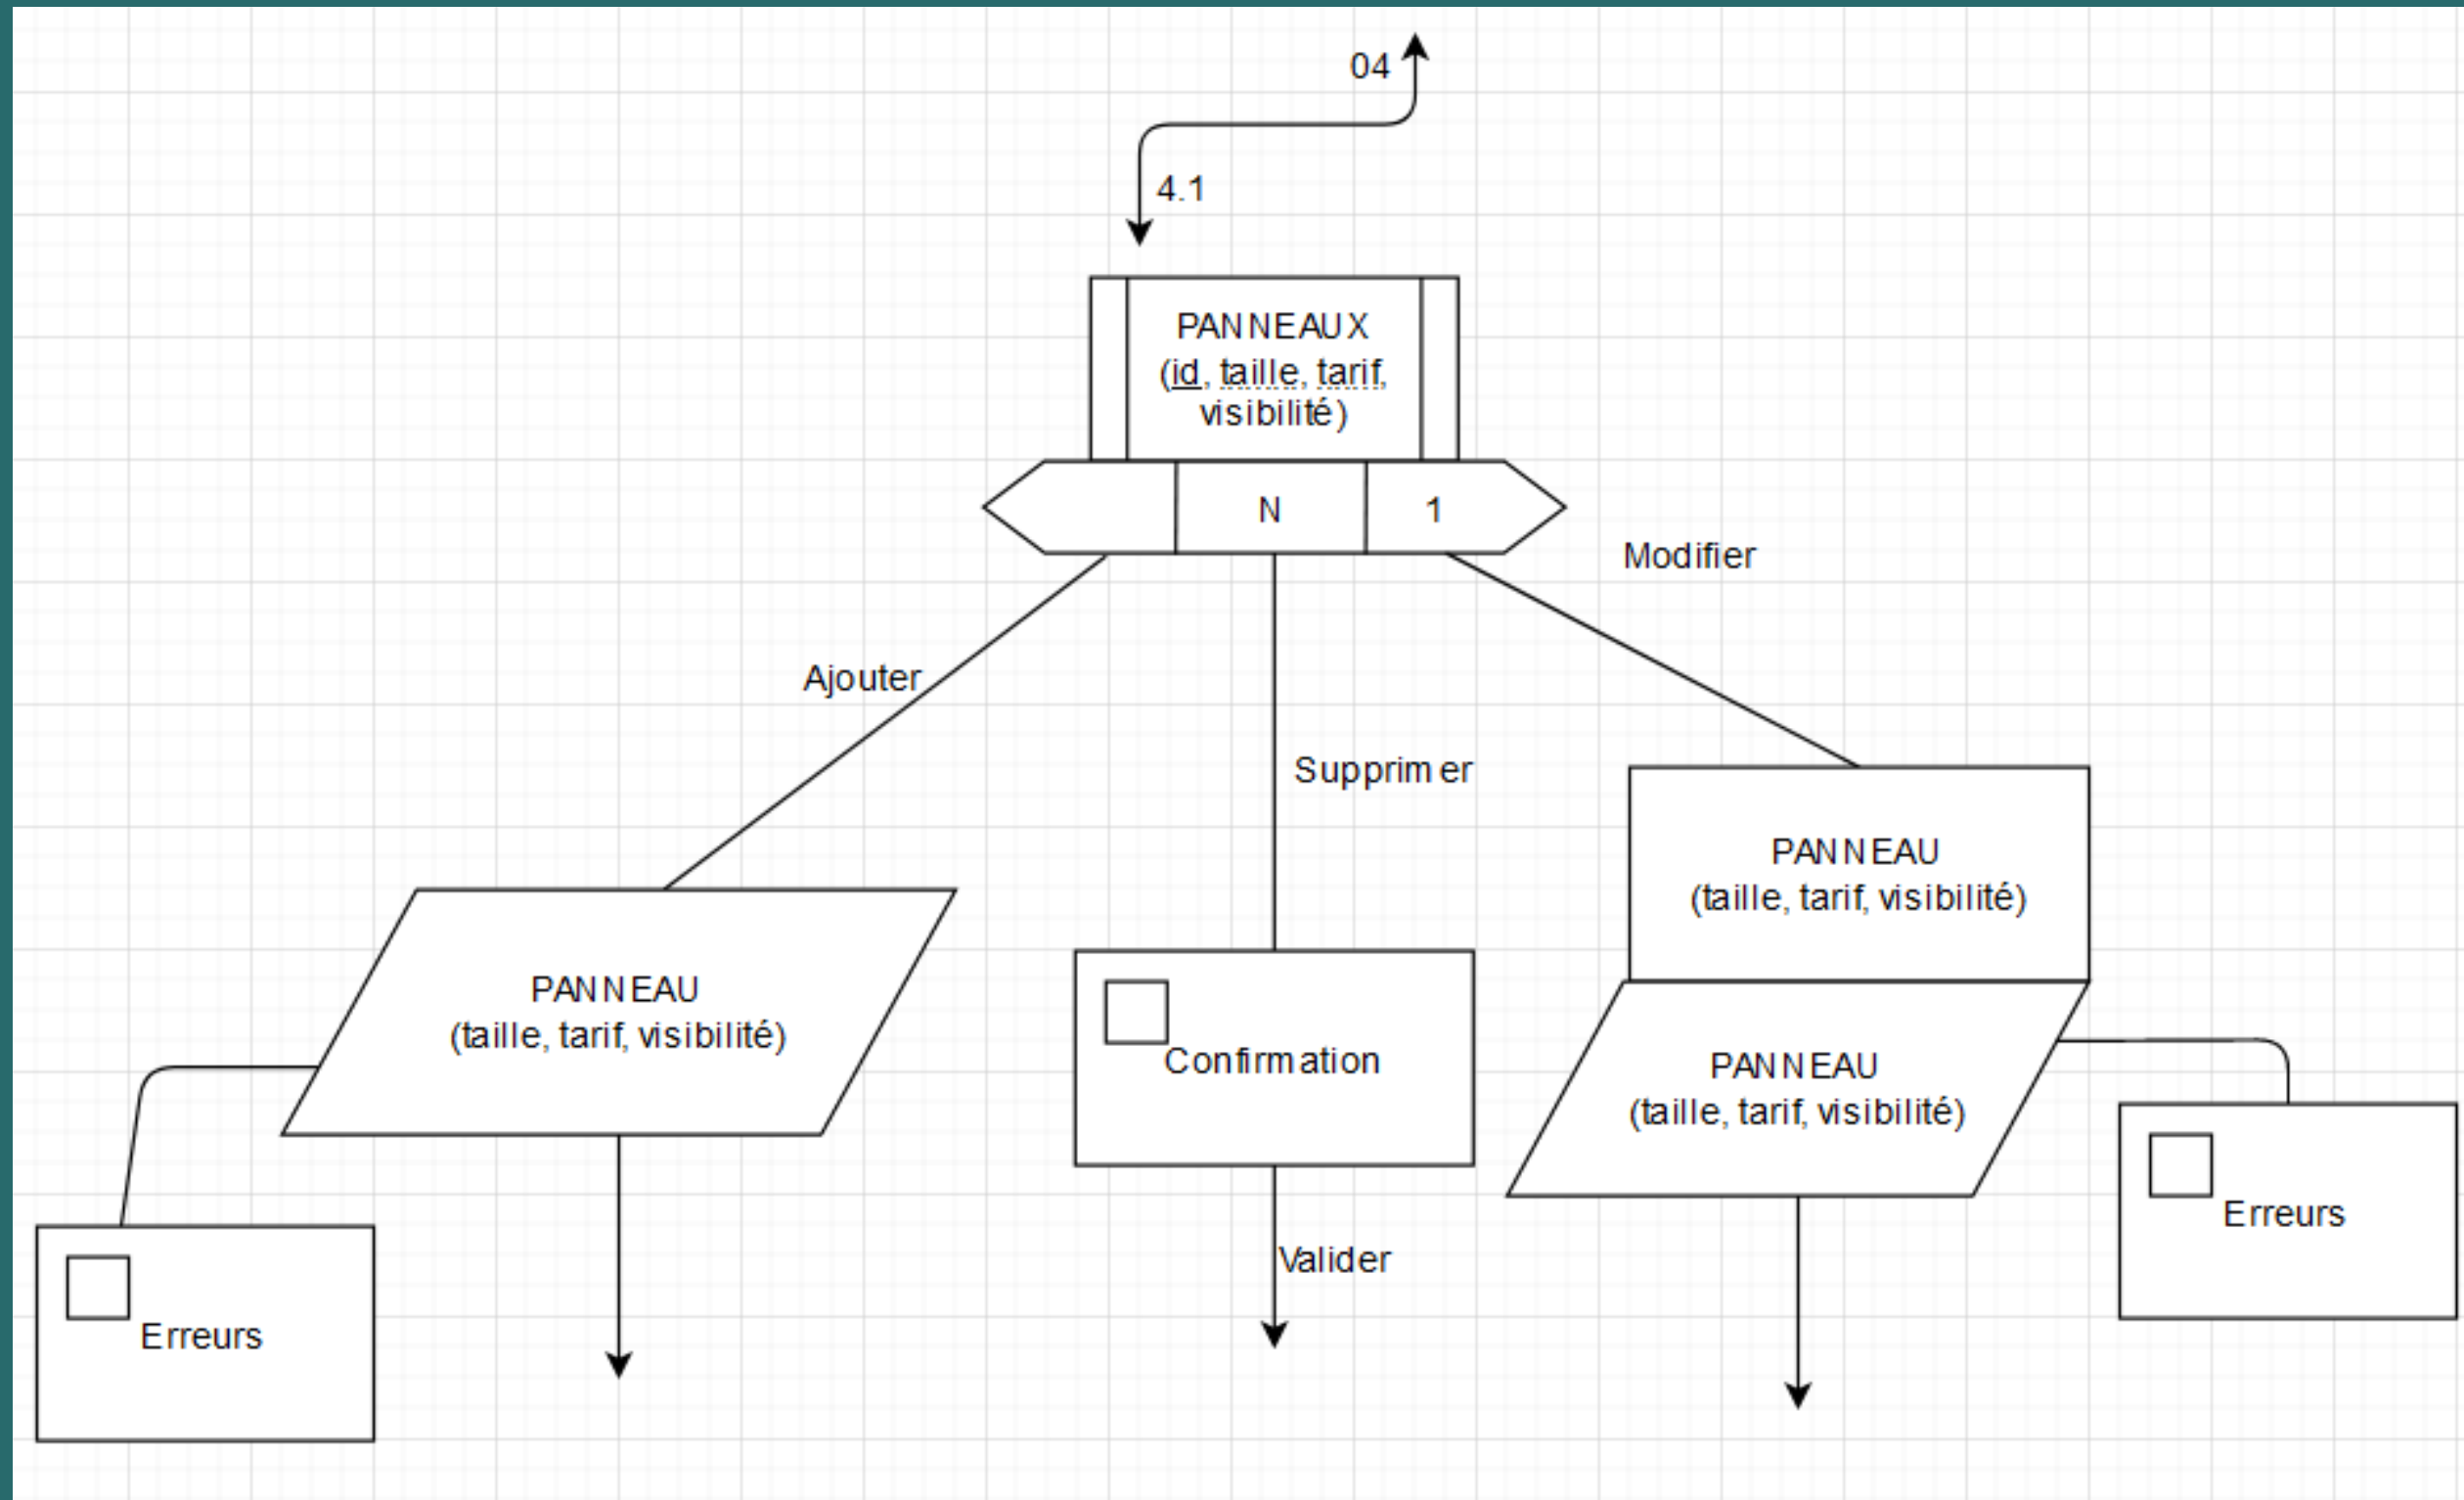 04
4.1
PANNEAUX
(id, taille, tarif,
visibilité)
N
1
Modifier
Ajouter
Supprimer
PANNEAU
(taille, tarif, visibilité)
PANNEAU
(taille, tarif, visibilité)
Confirmation
PANNEAU
(taille, tarif, visibilité)
Erreurs
Valider
Erreurs